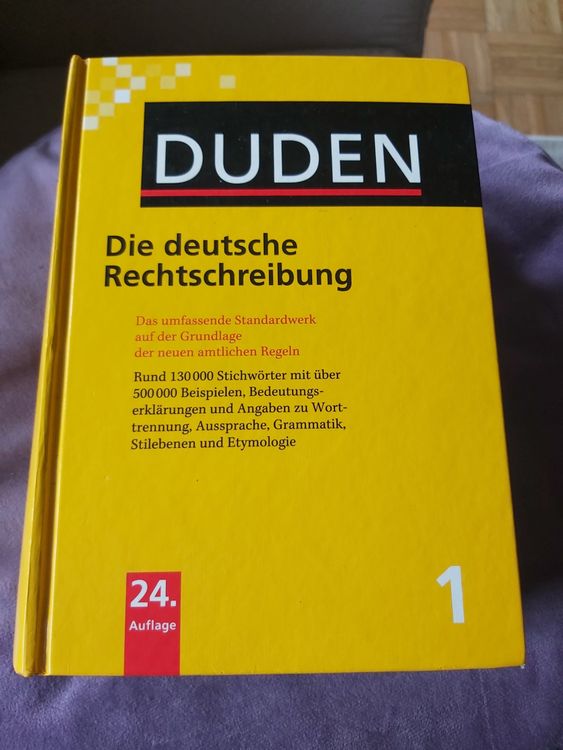 DUDEN
Die deutsche
Rechtschreibung
Das umfassende Standardwerk
auf der Grundlage
der neuen amtlichen Regeln
Rund 130 000 Stichwörter mit über
500 000 Beispielen, Bedeutungs-
erklärungen und Angaben zu Wort-
trennung, Aussprache, Grammatik,
Stilebenen und Etymologie
24.
Auflage
1